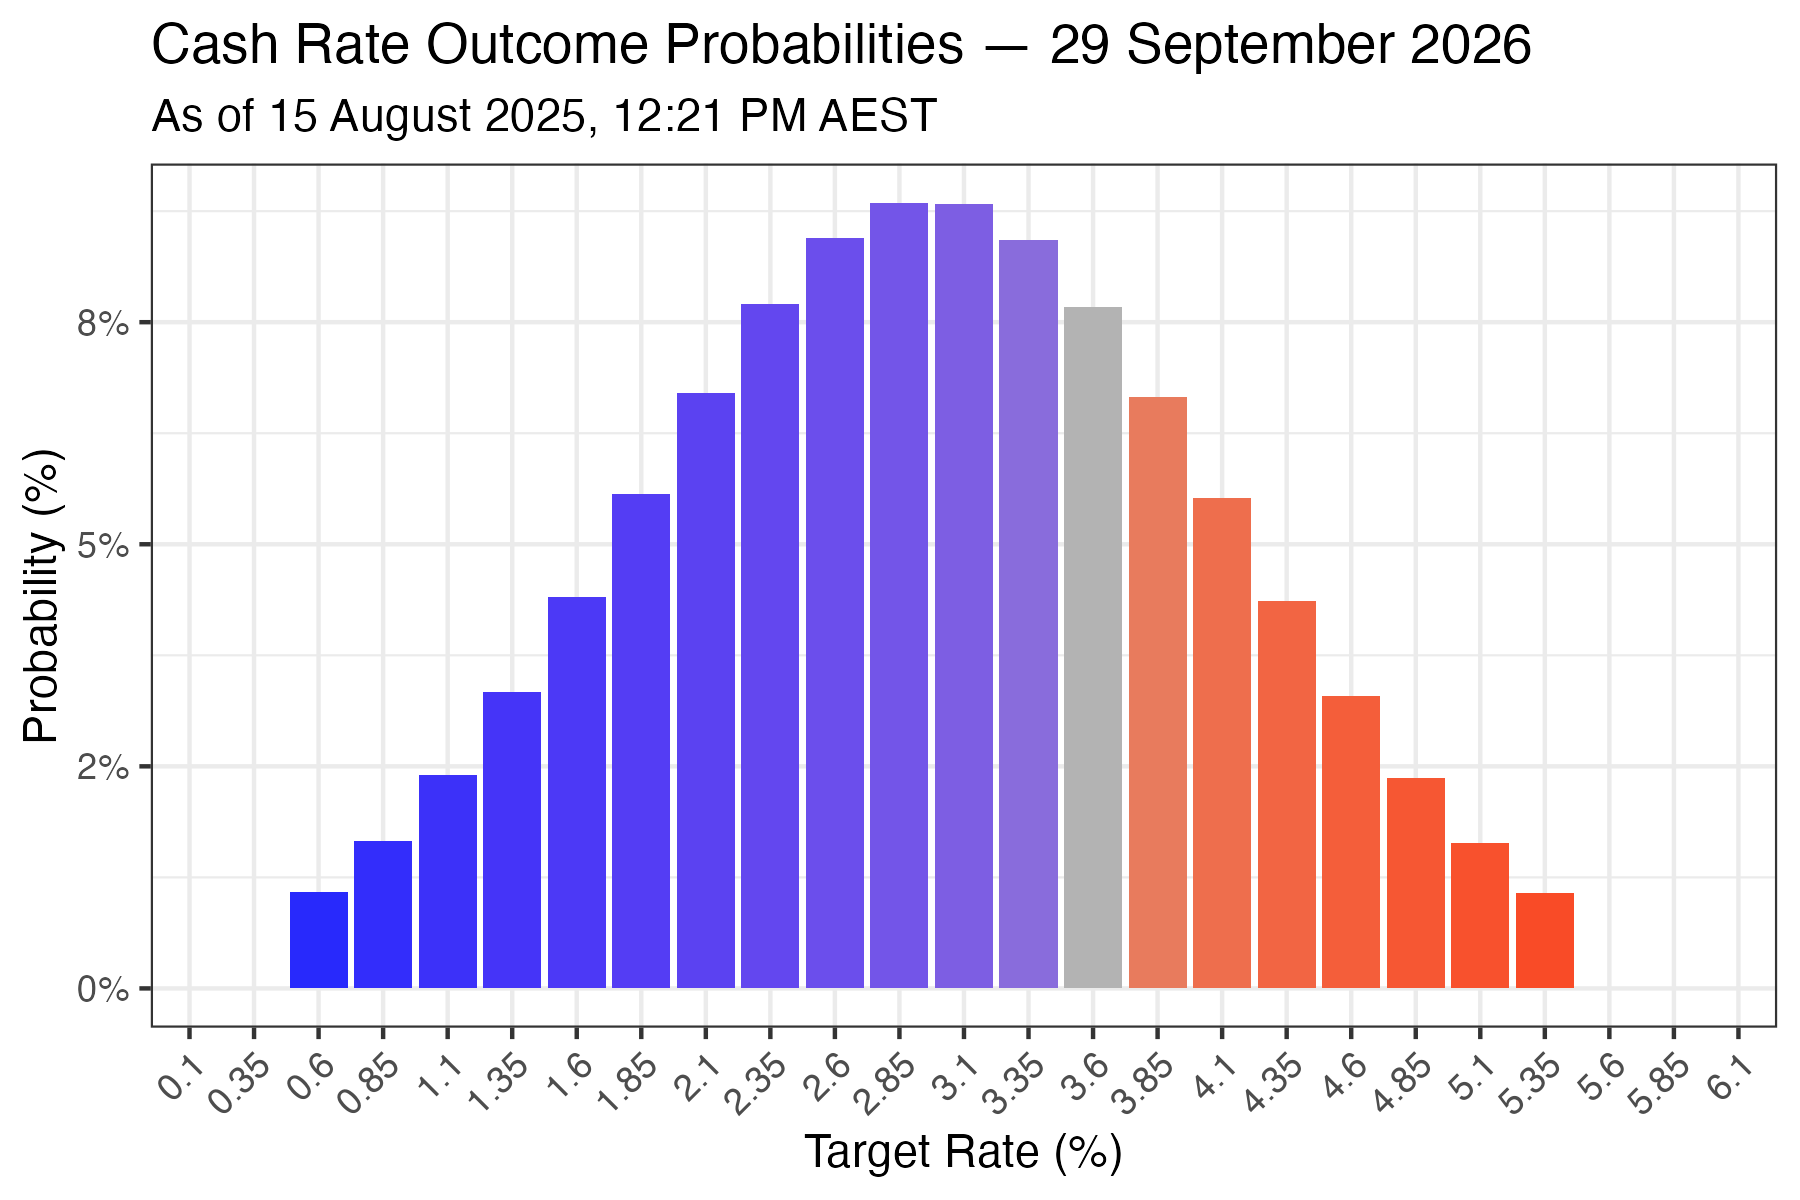 Cash Rate Outcome Probabilities — 29 September 2026
As of 15 August 2025, 12:21 PM AEST
Probability (%)
8%
5%
2%
0%
0.1 0.35 0.6 0.85 1.1 1.35 1.6 1.85 2.1 2.35 2.6 2.85 3.1 3.35 3.6 3.85 4.1 4.35 4.6 4.85 5.1 5.35 5.6 5.85 6.1
Target Rate (%)